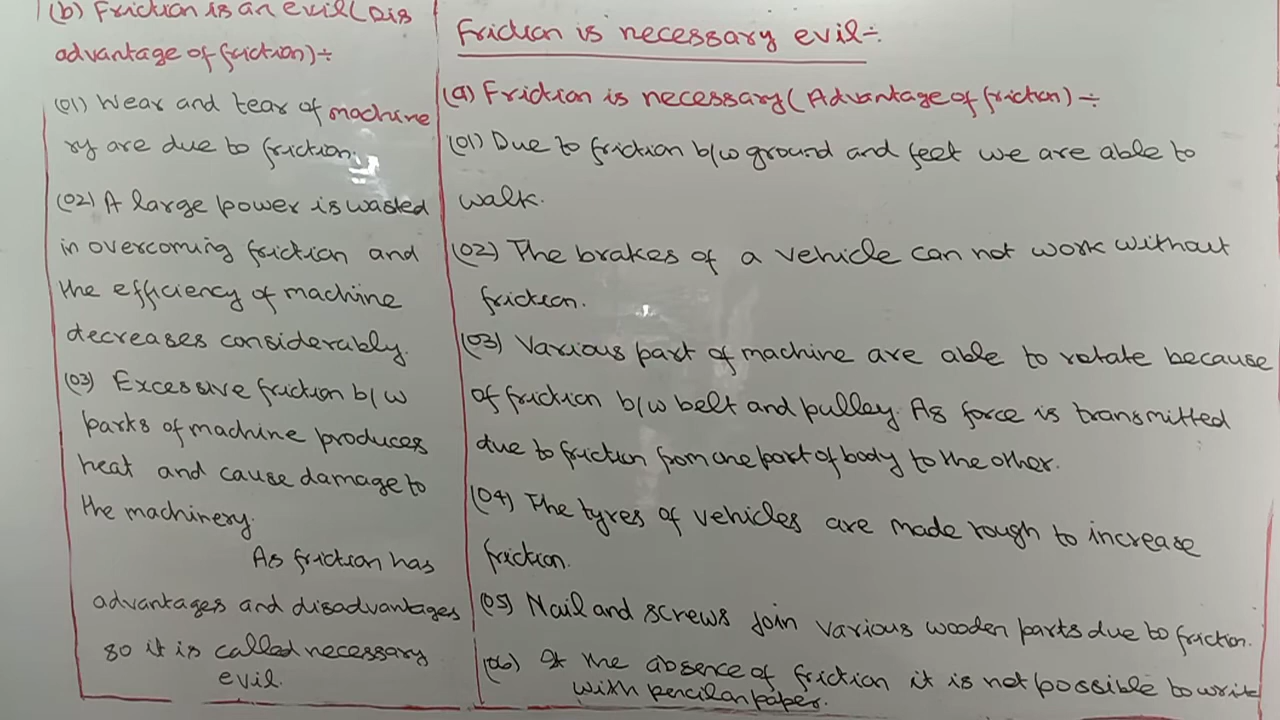 Friction is necessary evil÷
(a) Friction is necessary(Advantage of friction)÷
(01) Due to friction b/w ground and feet we are able to
walk.
(02) The brakes of a vehicle can not work without
friction.
(03) Various part of machine are able to rotate because
of friction b/w belt and pulley. As force is transmitted
due to friction from one part of body to the other.
(04) The tyres of vehicles are made rough to increase
friction.
(05) Nail and screws join various wooden parts due to friction.
(06) It the absence of friction it is not possible to write
with pencil on paper.
(b) Friction is an evil(Dis
advantage of friction)÷
(01) Wear and tear of machine
ry are due to friction.
(02) A large power is wasted
in overcoming friction and
the efficiency of machine
decreases considerably.
(03) Excessive friction b/w
parts of machine produces
heat and cause damage to
the machinery.
As friction has
advantages and disadvantages
so it is called necessary
evil.